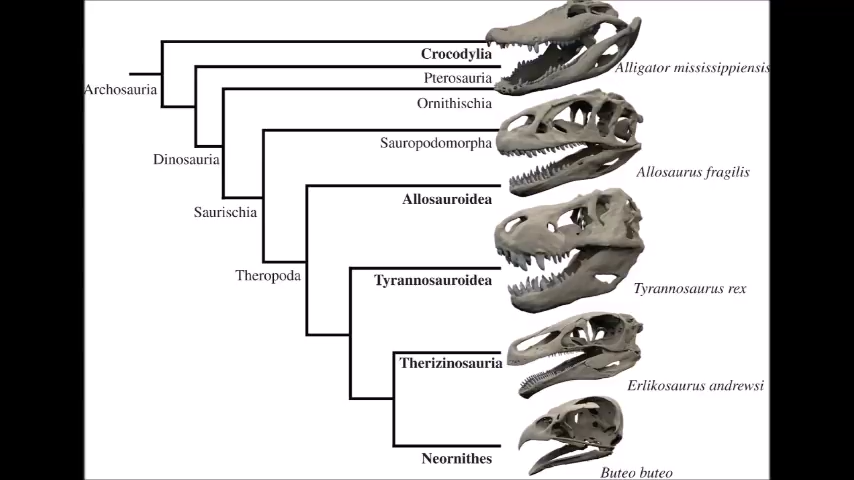 Crocodylia
Alligator mississippiensis
Pterosauria
Archosauria
Ornithischia
Sauropodomorpha
Dinosauria
Allosaurus fragilis
Allosauroidea
Saurischia
Theropoda
Tyrannosauroidea
Tyrannosaurus rex
Therizinosauria
Erlikosaurus andrewsi
Neornithes
Buteo buteo